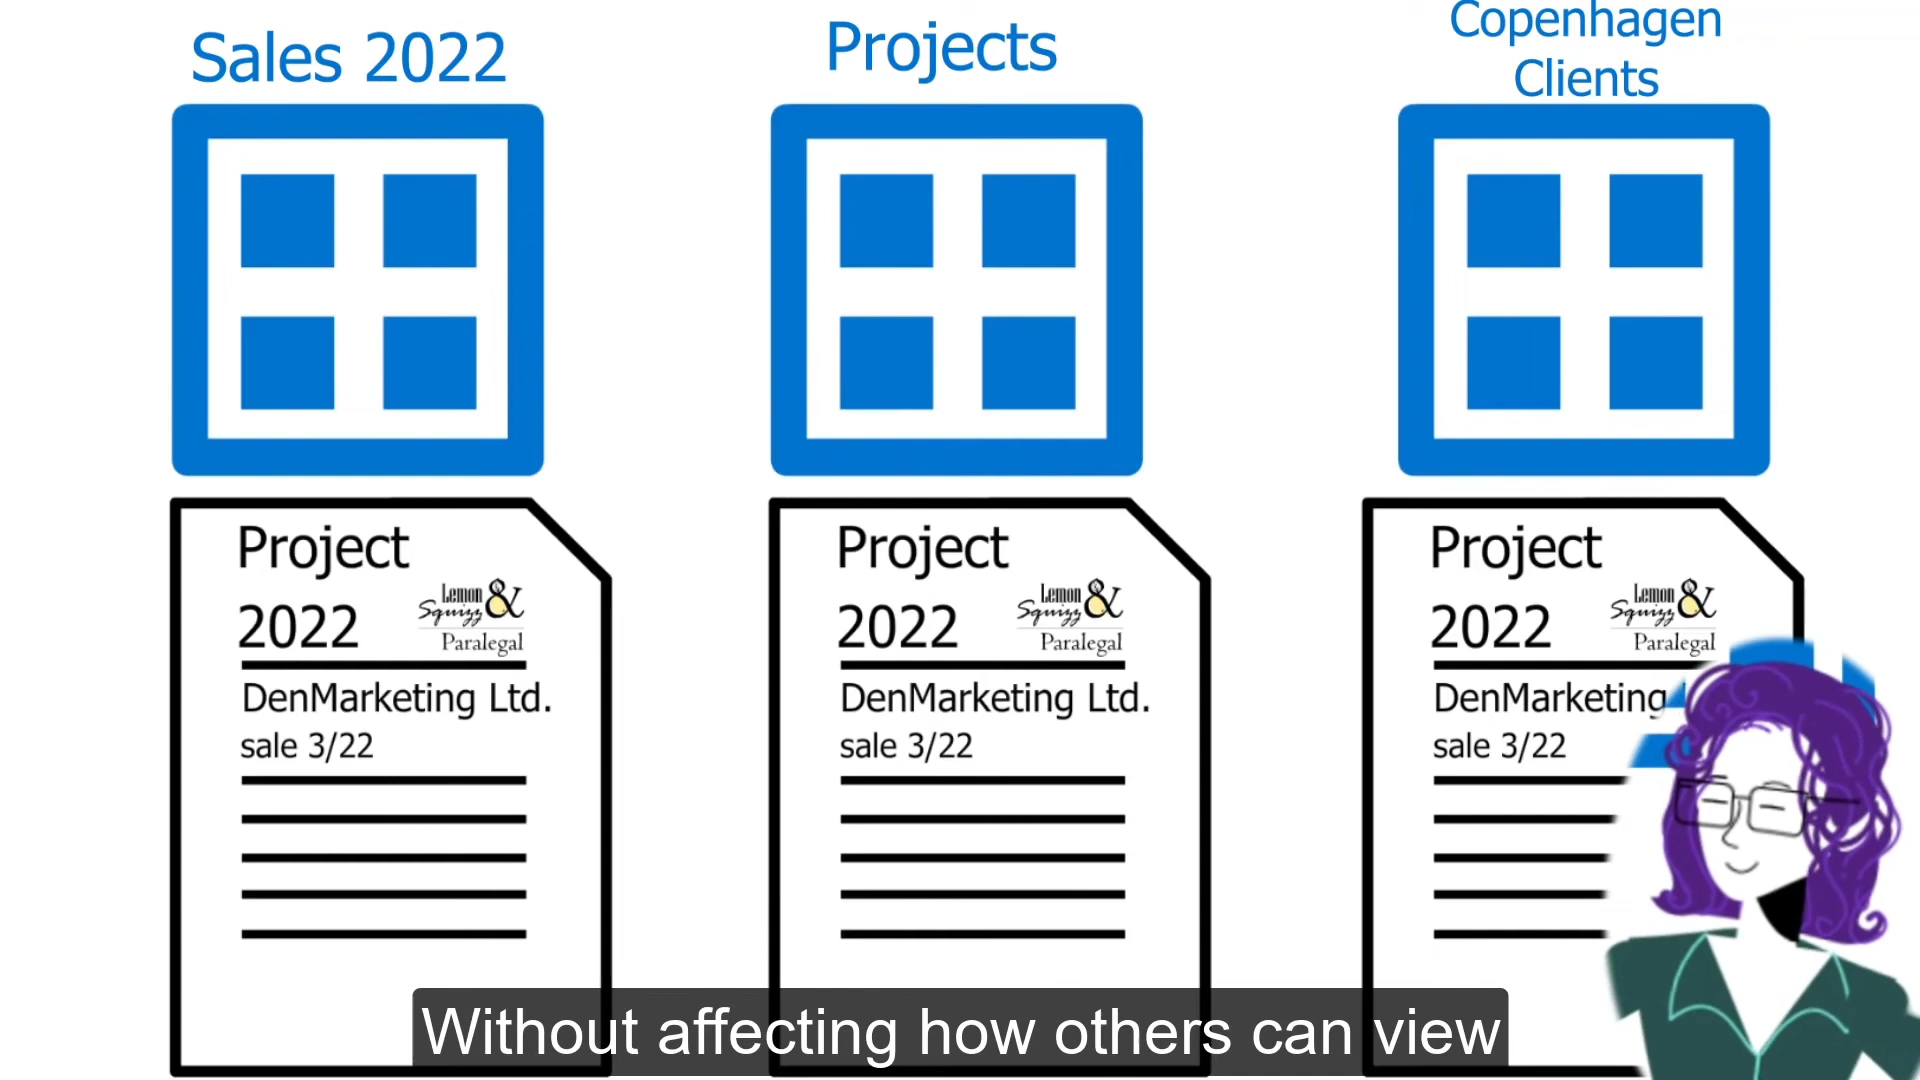 Sales 2022
Projects
Copenhagen
Clients
Project
2022
Lemon &
Squizz
Paralegal
DenMarketing Ltd.
sale 3/22
Project
2022
Lemon &
Squizz
Paralegal
DenMarketing Ltd.
sale 3/22
Project
2022
Lemon &
Squizz
Paralegal
DenMarketing
sale 3/22
Without affecting how others can view